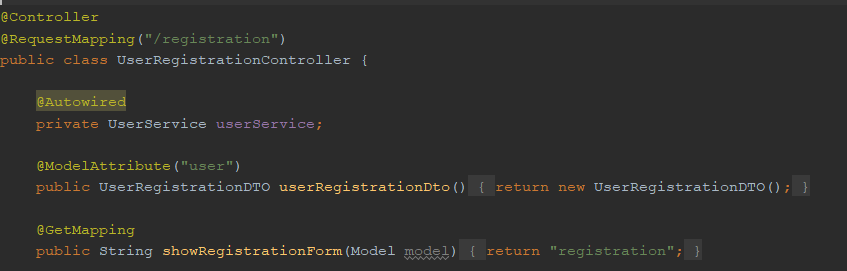 @Controller
@RequestMapping("/registration")
public class UserRegistrationController {
@Autowired
private UserService userService;
@ModelAttribute("user")
public UserRegistrationDTO userRegistrationDto() { return new UserRegistrationDTO(); }
@GetMapping
public String showRegistrationForm(Model model) { return "registration"; }